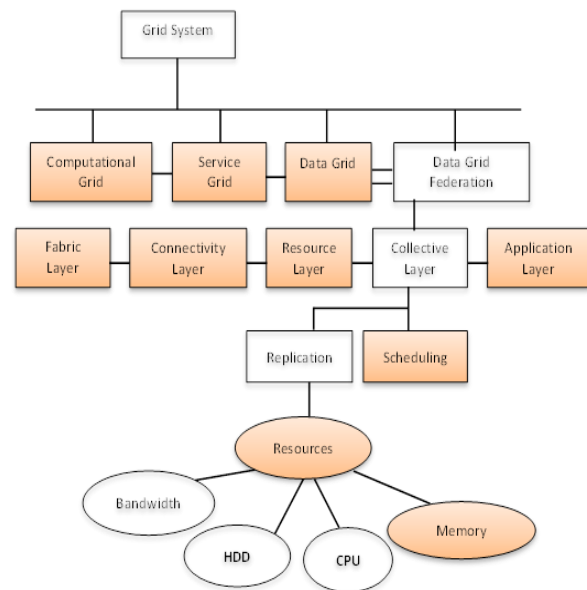 Grid System
Computational
Grid
Service
Grid
Data Grid
Data Grid
Federation
Fabric
Layer
Connectivity
Layer
Resource
Layer
Collective
Layer
Application
Layer
Replication
Scheduling
Resources
Bandwidth
HDD
CPU
Memory